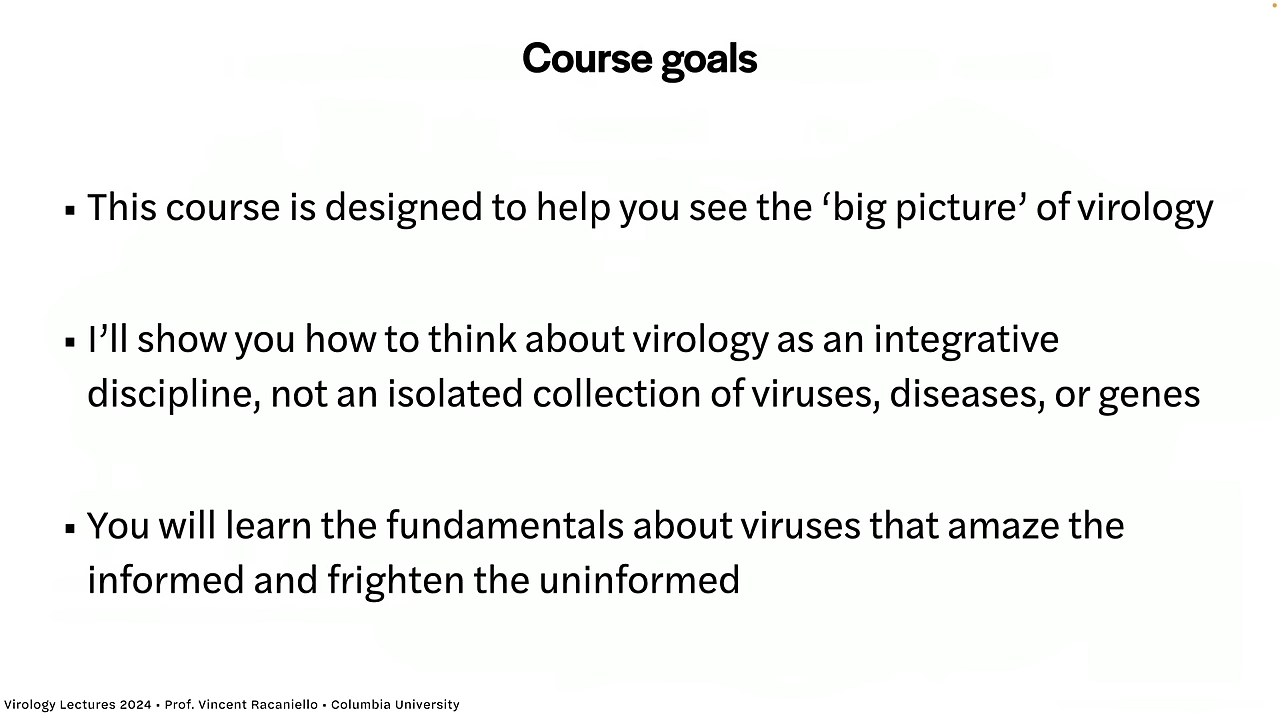 Course goals
▪ This course is designed to help you see the ‘big picture’ of virology
▪ I’ll show you how to think about virology as an integrative
discipline, not an isolated collection of viruses, diseases, or genes
▪ You will learn the fundamentals about viruses that amaze the
informed and frighten the uninformed
Virology Lectures 2024 • Prof. Vincent Racaniello • Columbia University